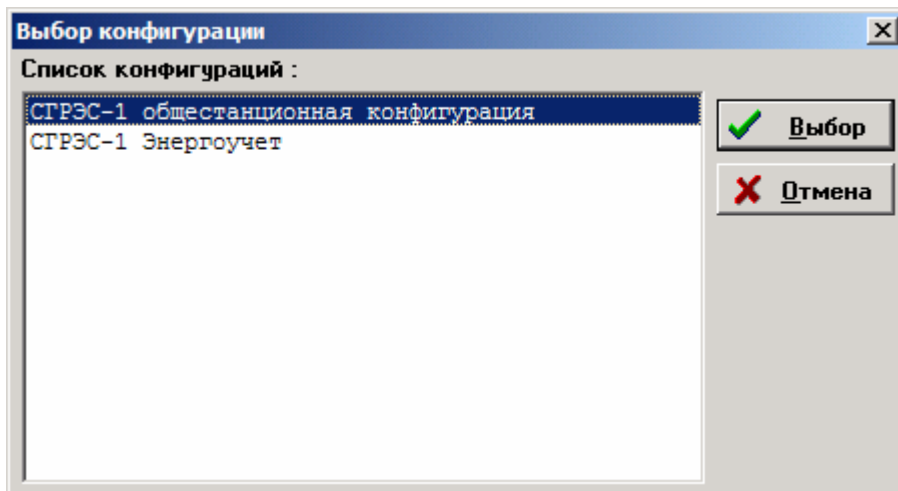 Выбор конфигурации
Список конфигураций :
СГРЭС-1 общестанционная конфигурация
СГРЭС-1 Энергоучет
Выбор
Отмена